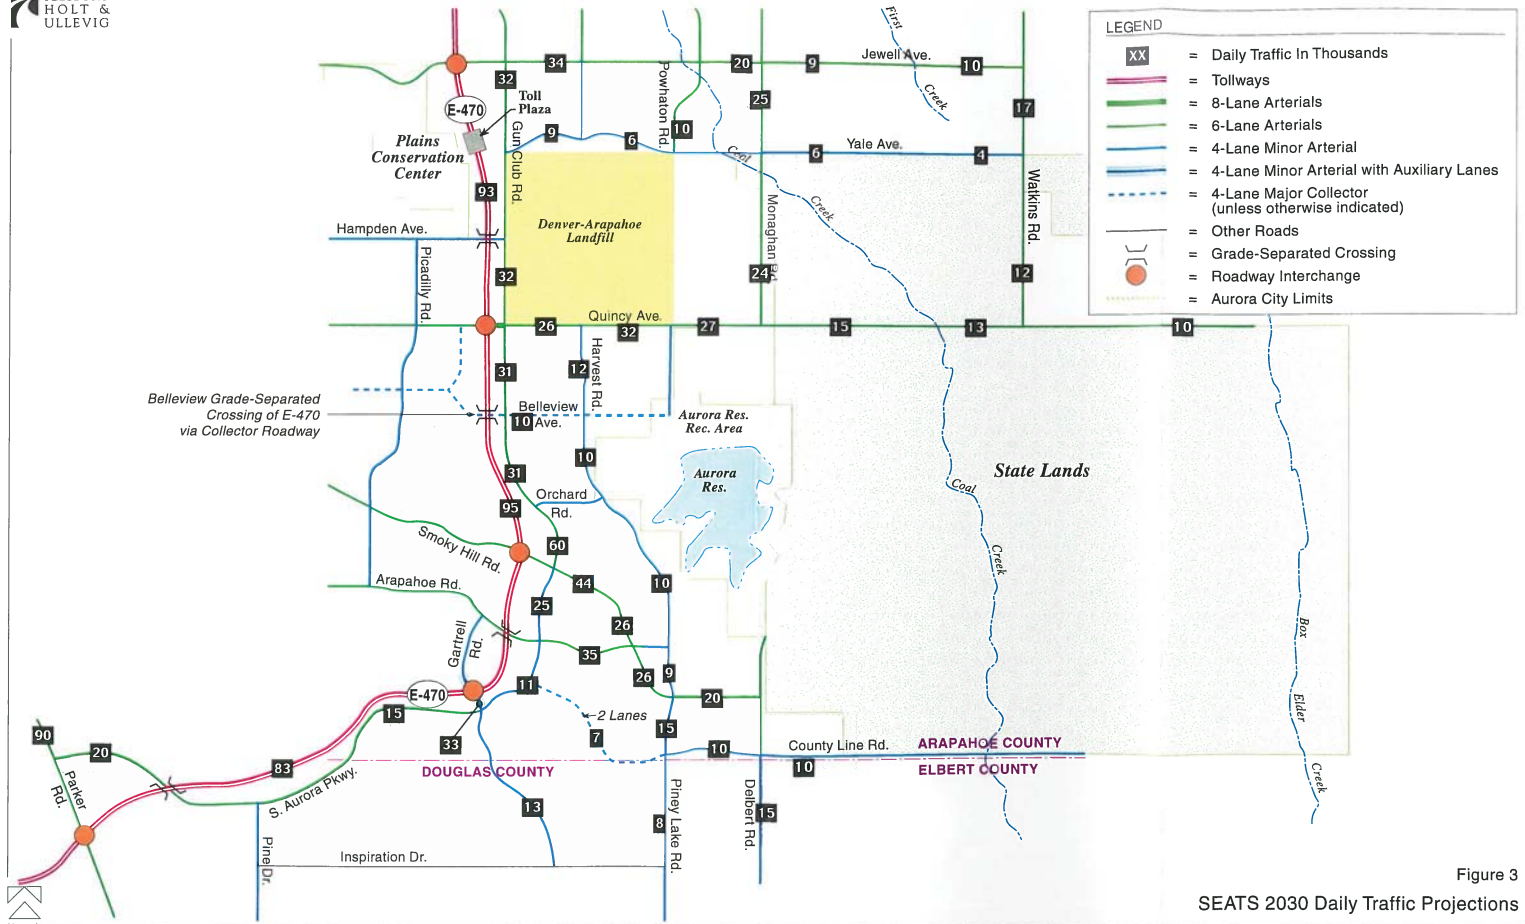 HOLT &
ULLEVIG
LEGEND
XX = Daily Traffic In Thousands
= Tollways
= 8-Lane Arterials
= 6-Lane Arterials
= 4-Lane Minor Arterial
= 4-Lane Minor Arterial with Auxiliary Lanes
= 4-Lane Major Collector
(unless otherwise indicated)
= Other Roads
= Grade-Separated Crossing
= Roadway Interchange
= Aurora City Limits
First
Creek
Jewell Ave.
34
20
9
10
32
Toll
Plaza
E-470
25
17
Powhaton Rd.
10
Plains
Conservation
Center
Gun Club Rd.
9
6
Coal
6
Yale Ave.
4
93
Creek
Monaghan Rd.
Watkins Rd.
Denver-Arapahoe
Landfill
Hampden Ave.
Picadilly Rd.
32
24
12
Quincy Ave.
26
32
27
15
13
10
31
12
Harvest Rd.
Belleview Grade-Separated
Crossing of E-470
via Collector Roadway
Belleview
10 Ave.
Aurora Res.
Rec. Area
10
31
Aurora
Res.
State Lands
Coal
Creek
95
Orchard
Rd.
Smoky Hill Rd.
60
Arapahoe Rd.
44
10
25
26
Gartrell
Rd.
35
26
9
E-470
11
20
15
33
2 Lanes
7
15
10
County Line Rd.
ARAPAHOE COUNTY
10
ELBERT COUNTY
90
20
83
DOUGLAS COUNTY
Parker
Rd.
S. Aurora Pkwy.
13
8
Piney Lake Rd.
Delbert Rd.
15
Pine Dr.
Inspiration Dr.
Box
Elder
Creek
Figure 3
SEATS 2030 Daily Traffic Projections